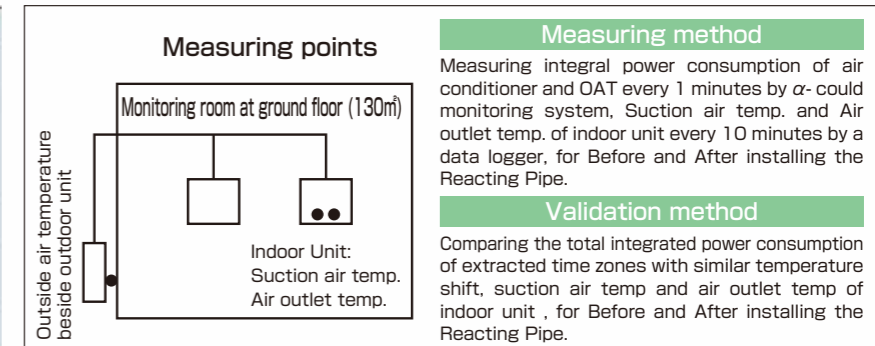 Measuring points
Monitoring room at ground floor (130㎡)
Outside air temperature
beside outdoor unit
Indoor Unit:
Suction air temp.
Air outlet temp.
Measuring method
Measuring integral power consumption of air
conditioner and OAT every 1 minutes by α- could
monitoring system, Suction air temp. and Air
outlet temp. of indoor unit every 10 minutes by a
data logger, for Before and After installing the
Reacting Pipe.
Validation method
Comparing the total integrated power consumption
of extracted time zones with similar temperature
shift, suction air temp and air outlet temp of
indoor unit , for Before and After installing the
Reacting Pipe.